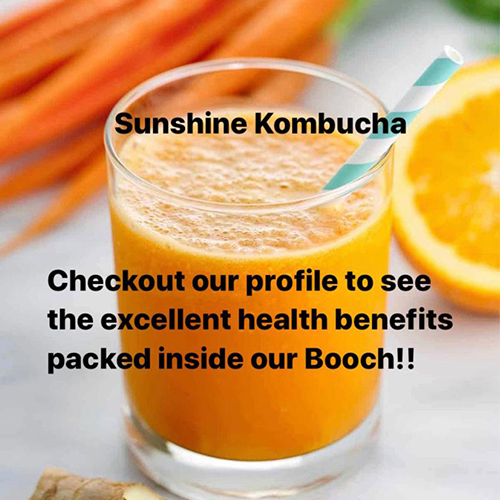 Sunshine Kombucha
Checkout our profile to see
the excellent health benefits
packed inside our Booch!!